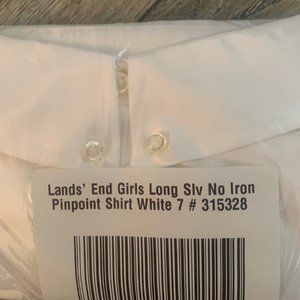 Lands' End Girls Long Slv No Iron
Pinpoint Shirt White 7 # 315328